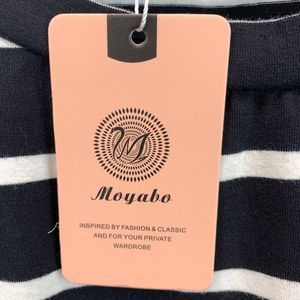 M
Moyabo
INSPIRED BY FASHION & CLASSIC
AND FOR YOUR PRIVATE
WARDROBE